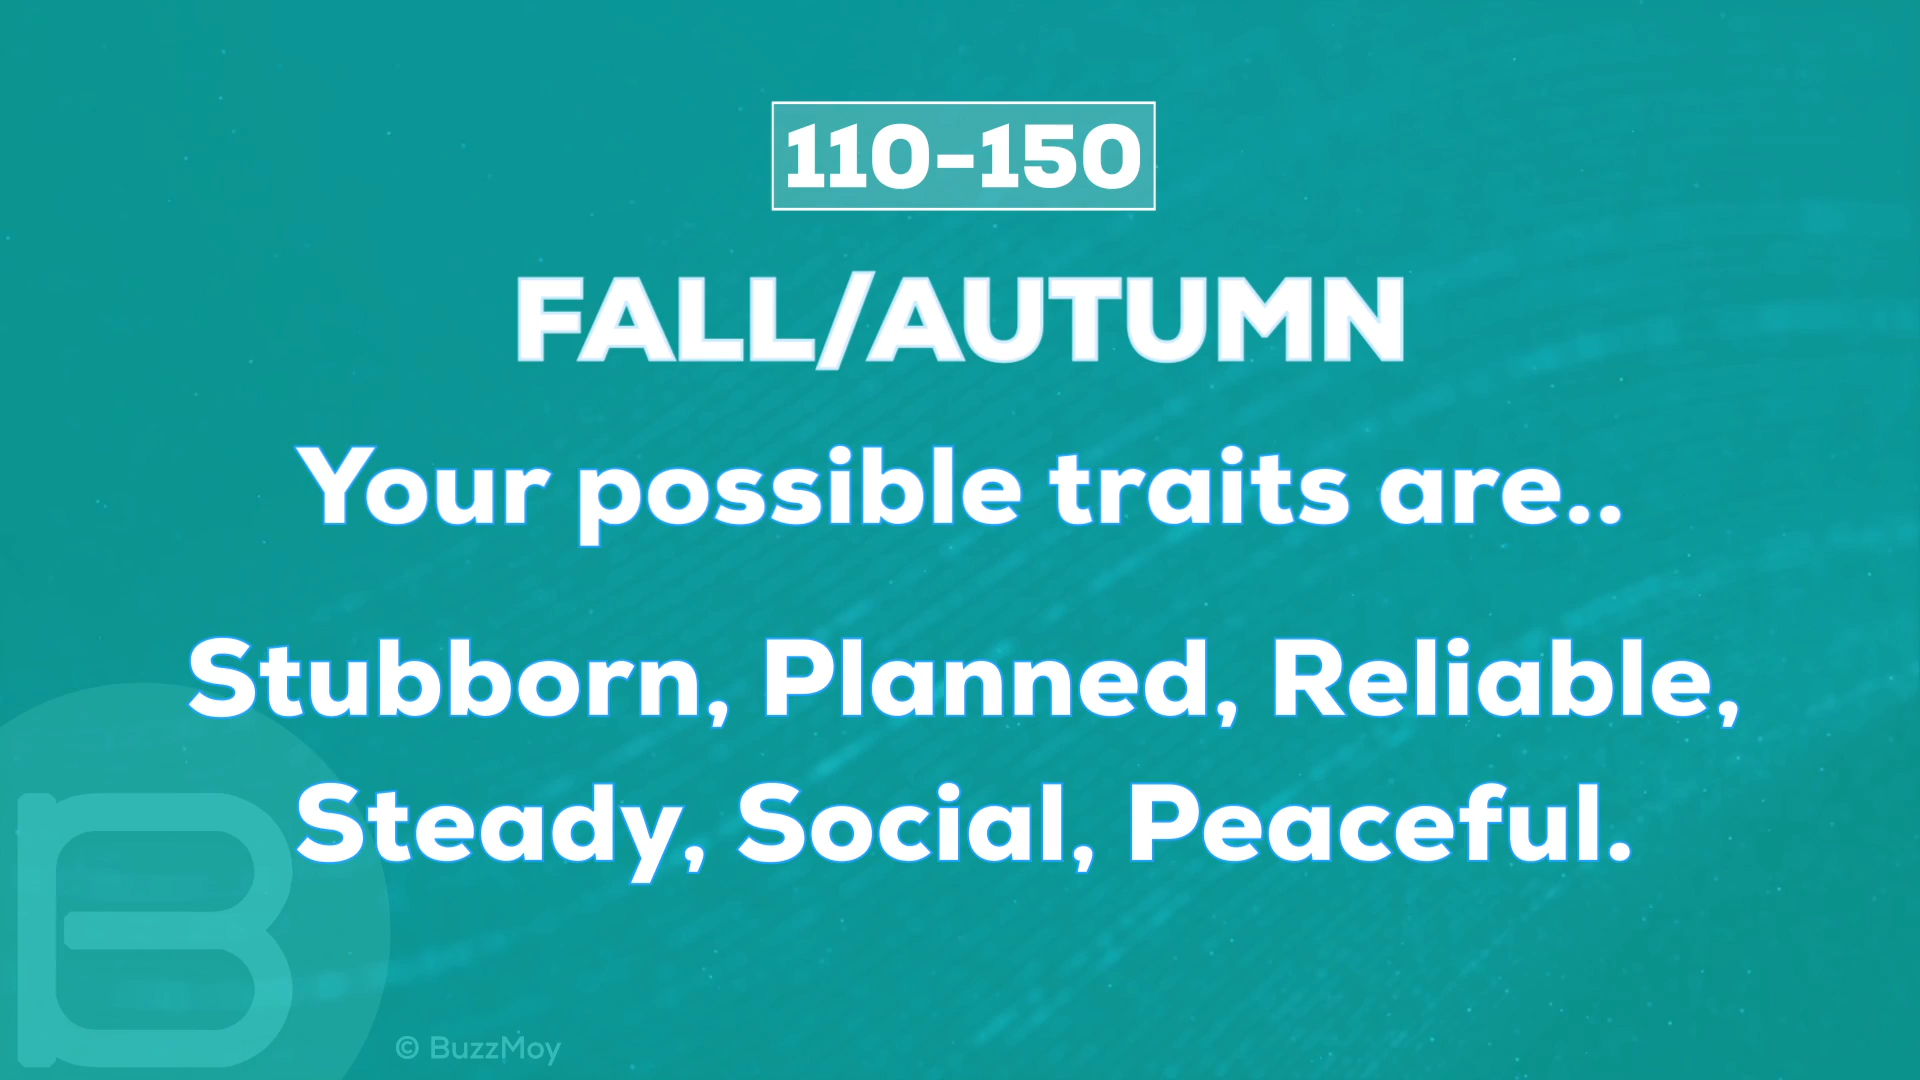 110-150
FALL/AUTUMN
Your possible traits are..
Stubborn, Planned, Reliable,
Steady, Social, Peaceful.
B
© BuzzMoy